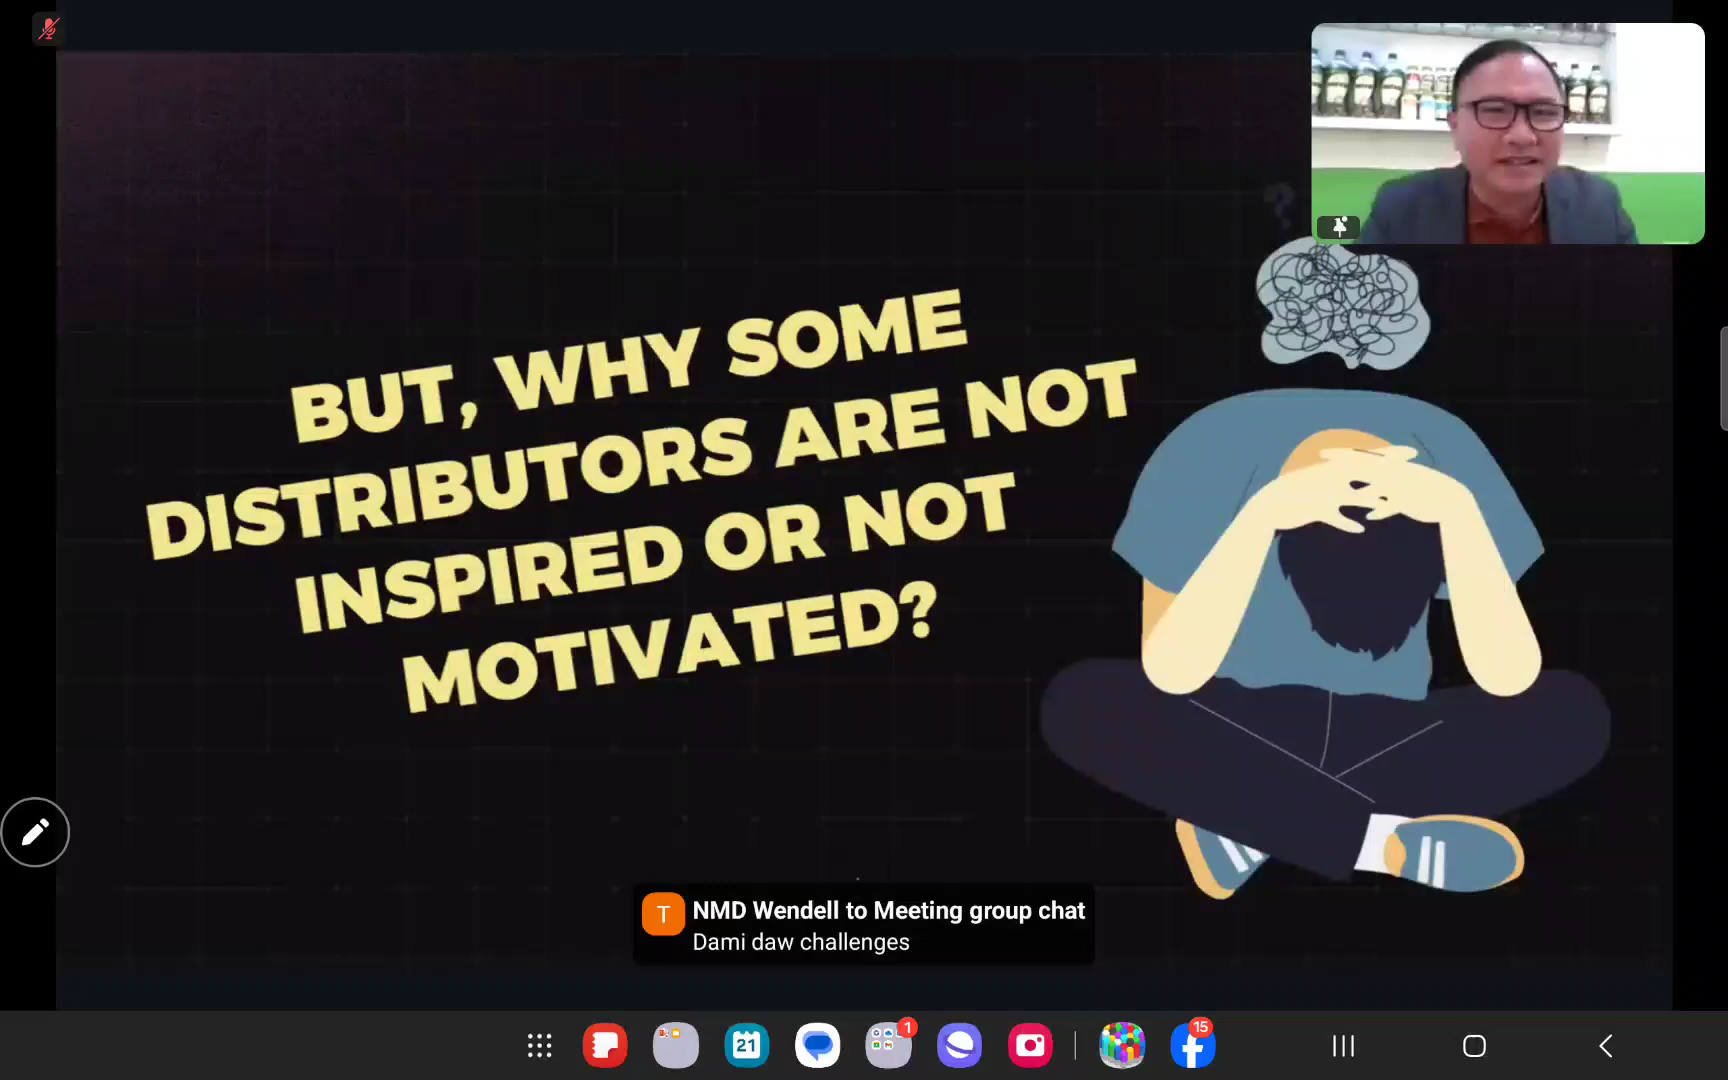 BUT, WHY SOME
DISTRIBUTORS ARE NOT
INSPIRED OR NOT
MOTIVATED?
?
T
NMD Wendell to Meeting group chat
Dami daw challenges
21
1
15